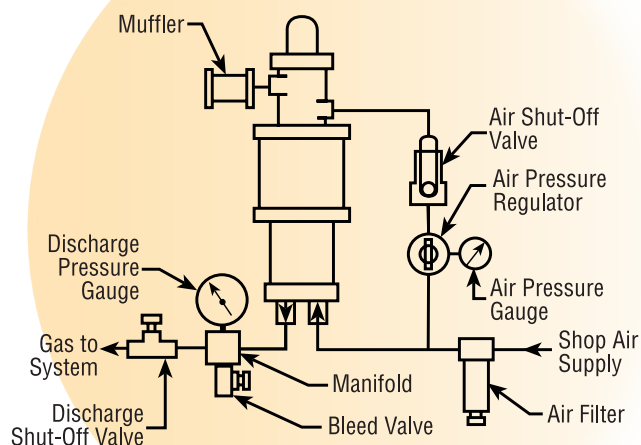 Muffler
Air Shut-Off
Valve
Air Pressure
Regulator
Discharge
Pressure
Gauge
Air Pressure
Gauge
Gas to
System
Shop Air
Supply
Manifold
Discharge
Shut-Off Valve
Bleed Valve
Air Filter